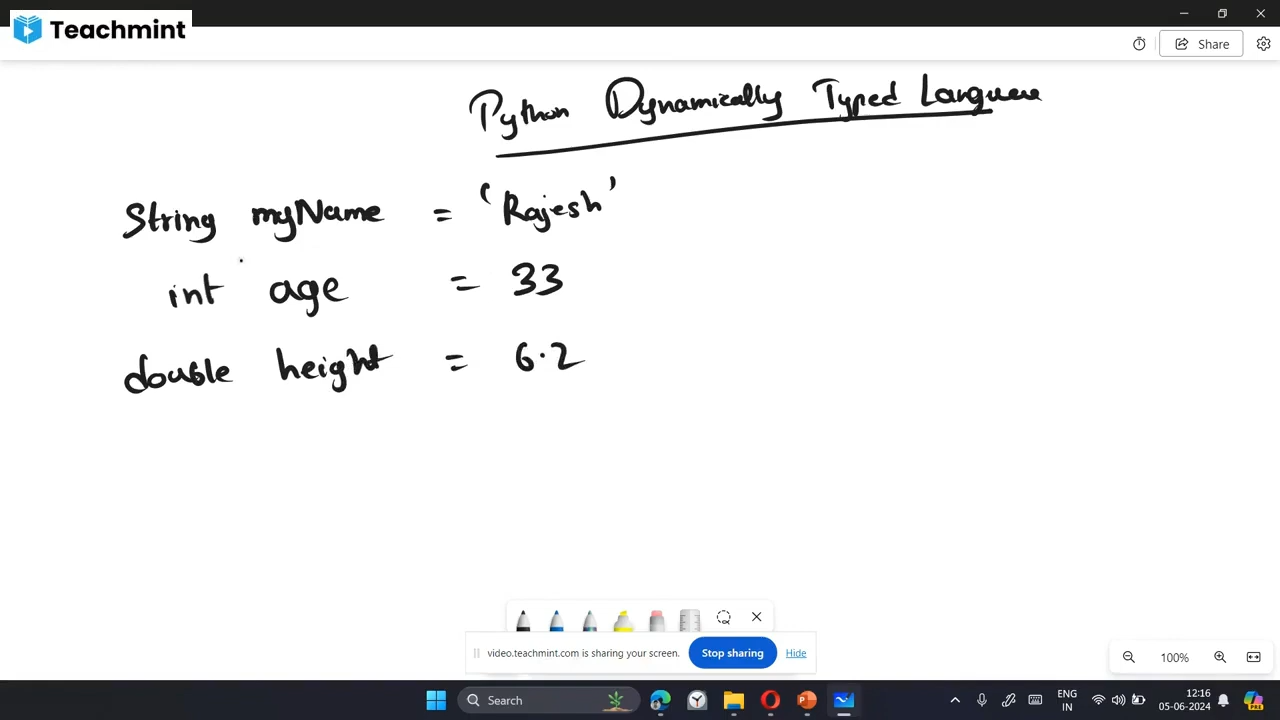 Teachmint
Share
Python Dynamically Typed
String myName = 'Rajesh'
int age = 33
double height = 6.2
video.teachmint.com is sharing your screen. Stop sharing Hide
100%
Search
ENG
IN
12:16
05-06-2024